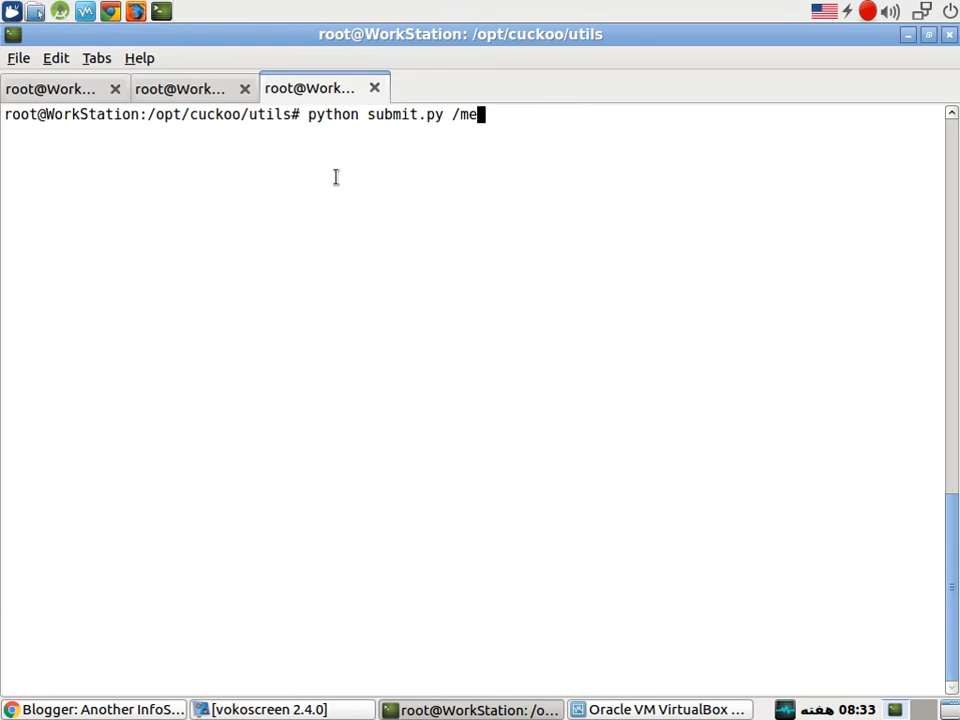 root@WorkStation: /opt/cuckoo/utils
File Edit Tabs Help
root@Work... root@Work... root@Work...
root@WorkStation:/opt/cuckoo/utils# python submit.py /me
Blogger: Another InfoS... [vokoscreen 2.4.0] root@WorkStation: /o... Oracle VM VirtualBox ... هفته 08:33